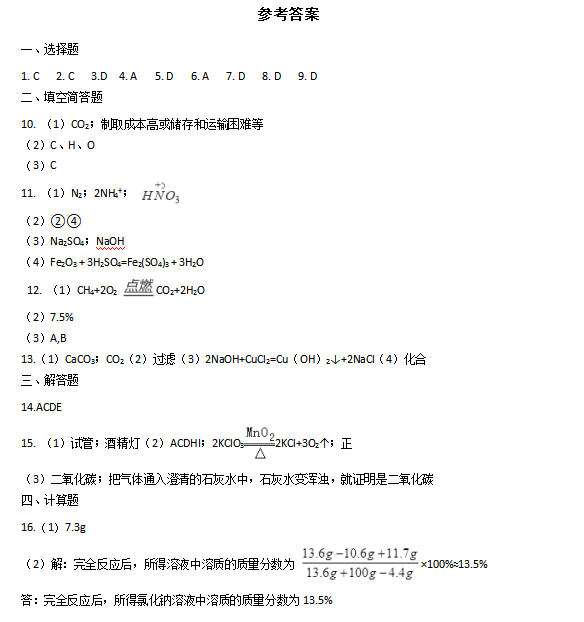 参考答案
一、选择题
1. C 2. C 3.D 4. A 5. D 6. A 7. D 8. D 9. D
二、填空简答题
10. （1）CO₂；制取成本高或储存和运输困难等
（2）C、H、O
（3）C
11. （1）N₂；2NH₄⁺； HN(+5)O₃
（2）②④
（3）Na₂SO₄；NaOH
（4）Fe₂O₃ + 3H₂SO₄=Fe₂(SO₄)₃ + 3H₂O
12. （1）CH₄+2O₂ 点燃 CO₂+2H₂O
（2）7.5%
（3）A,B
13.（1）CaCO₃；CO₂（2）过滤（3）2NaOH+CuCl₂=Cu（OH）₂↓+2NaCl（4）化合
三、解答题
14.ACDE
15. （1）试管；酒精灯（2）ACDHI；2KClO₃ MnO₂ △ 2KCl+3O₂个；正
（3）二氧化碳；把气体通入澄清的石灰水中，石灰水变浑浊，就证明是二氧化碳
四、计算题
16.（1）7.3g
（2）解：完全反应后，所得溶液中溶质的质量分数为 (13.6g－10.6g＋11.7g)/(13.6g＋100g－4.4g) ×100%≈13.5%
答：完全反应后，所得氯化钠溶液中溶质的质量分数为 13.5%